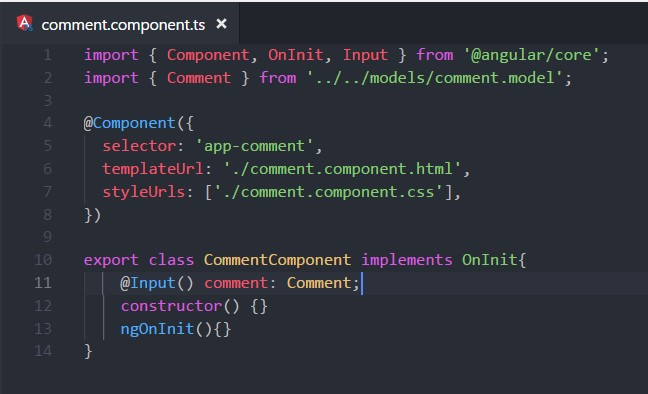 comment.component.ts ×
1 import { Component, OnInit, Input } from '@angular/core';
2 import { Comment } from '../../models/comment.model';
3
4 @Component({
5 selector: 'app-comment',
6 templateUrl: './comment.component.html',
7 styleUrls: ['./comment.component.css'],
8 })
9
10 export class CommentComponent implements OnInit{
11 @Input() comment: Comment;
12 constructor() {}
13 ngOnInit(){}
14 }